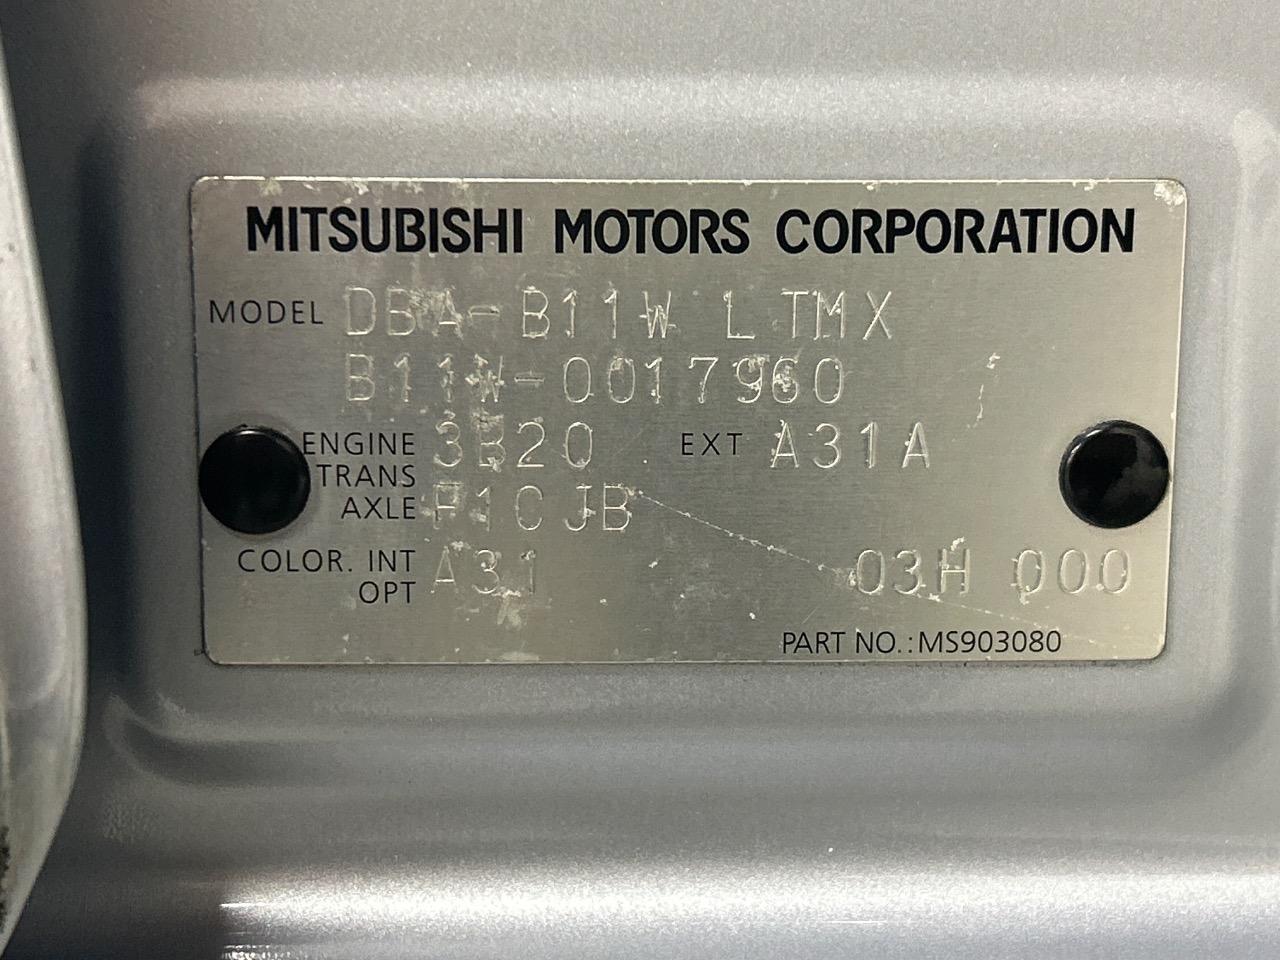 MITSUBISHI MOTORS CORPORATION
MODEL DBA-B11W LTMX
B11W-0017960
ENGINE 3B20 EXT A31A
TRANS
AXLE F1CJB
COLOR. INT A31 03H 000
OPT
PART NO.:MS903080